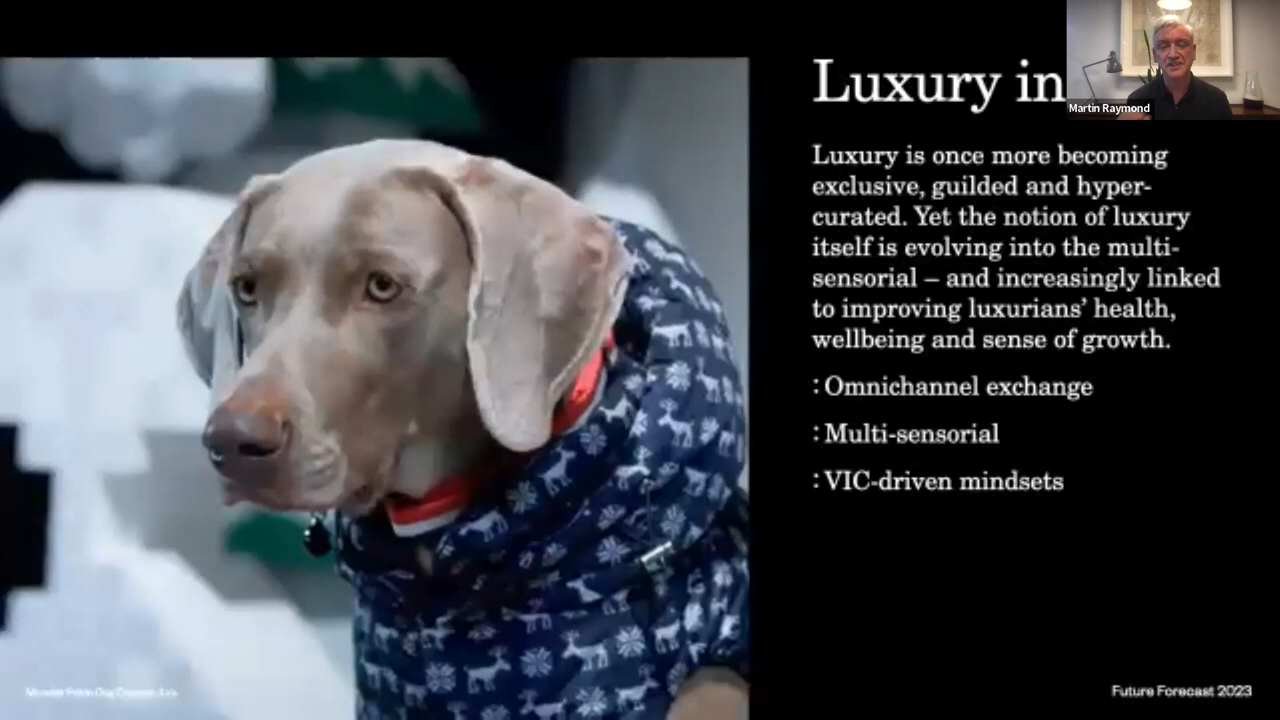 Luxury in
Martin Raymond
Luxury is once more becoming
exclusive, guilded and hyper-
curated. Yet the notion of luxury
itself is evolving into the multi-
sensorial – and increasingly linked
to improving luxurians’ health,
wellbeing and sense of growth.
: Omnichannel exchange
: Multi-sensorial
: VIC-driven mindsets
Future Forecast 2023